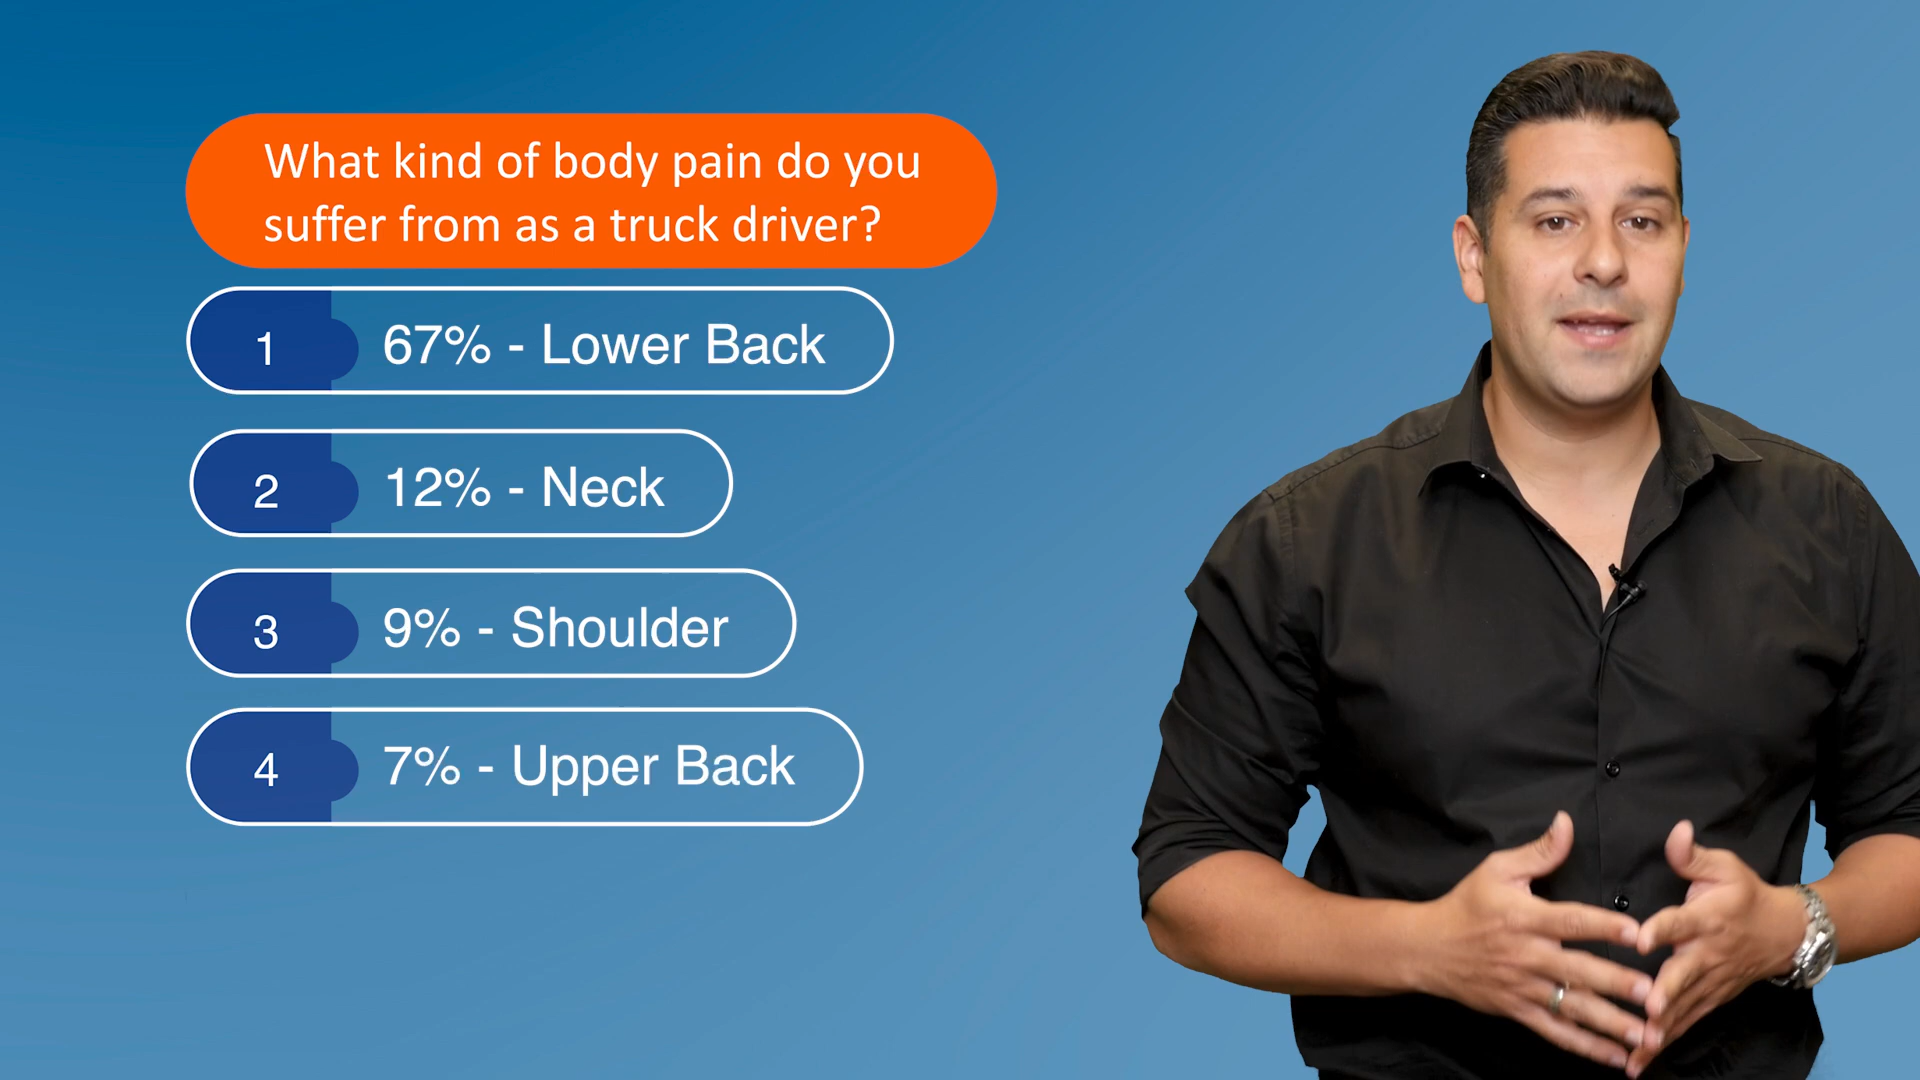 What kind of body pain do you
suffer from as a truck driver?
1 67% - Lower Back
2 12% - Neck
3 9% - Shoulder
4 7% - Upper Back